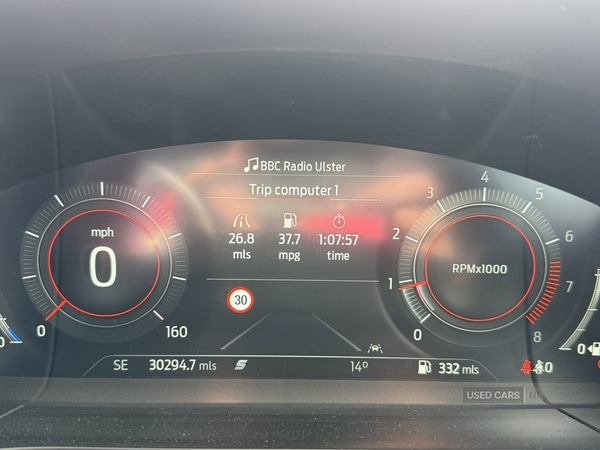 BBC Radio Ulster
Trip computer 1
26.8 37.7 1:07:57
mls mpg time
mph
0
0 160
30
RPMx1000
0 1 2 3 4 5 6 7 8
SE 30294.7 mls 14° 332 mls 0
0
USED CARS NI